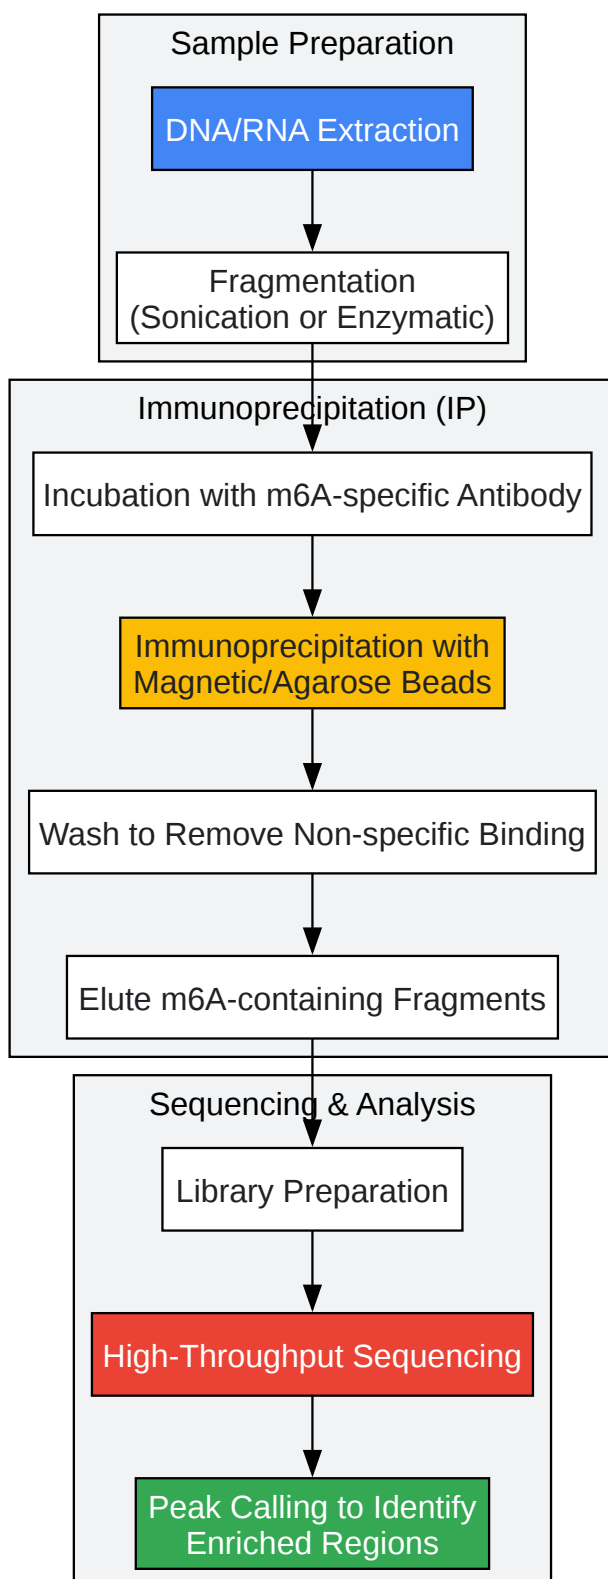 Sample Preparation
DNA/RNA Extraction
Fragmentation
(Sonication or Enzymatic)
Immunoprecipitation (IP)
Incubation with m6A-specific Antibody
Immunoprecipitation with
Magnetic/Agarose Beads
Wash to Remove Non-specific Binding
Elute m6A-containing Fragments
Sequencing & Analysis
Library Preparation
High-Throughput Sequencing
Peak Calling to Identify
Enriched Regions